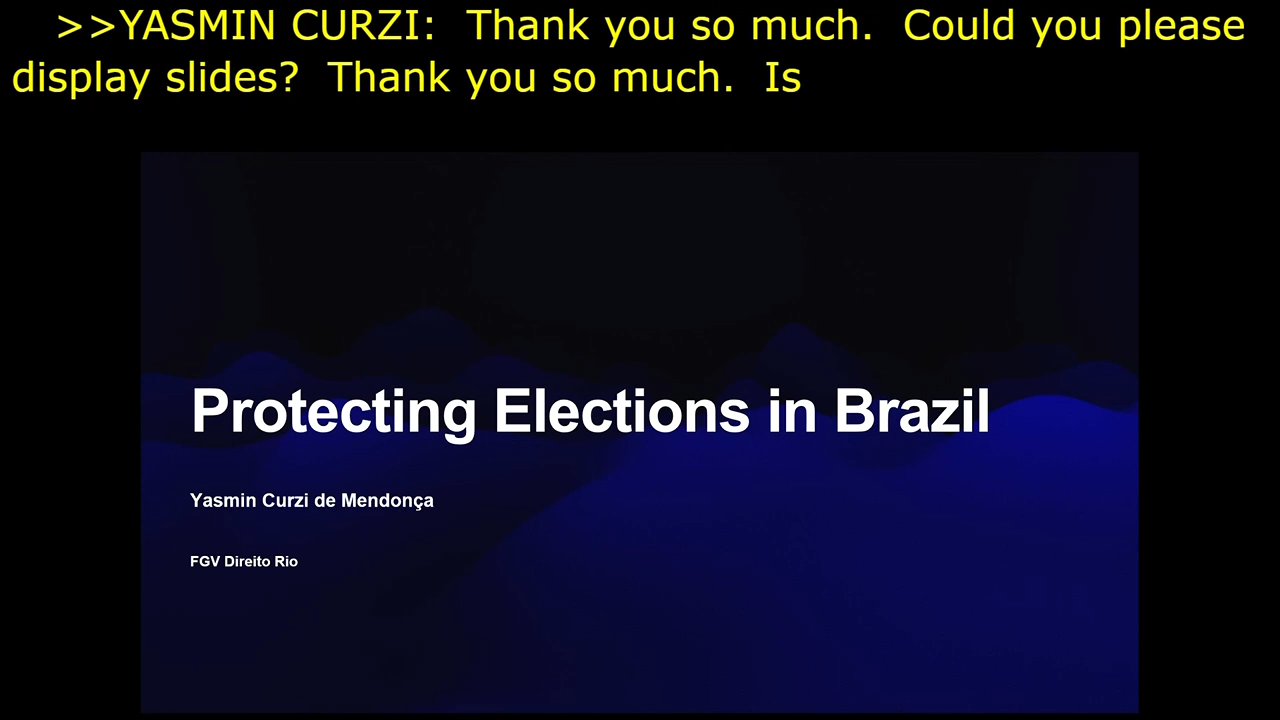 >>YASMIN CURZI:  Thank you so much.  Could you please
display slides?  Thank you so much.  Is
Protecting Elections in Brazil
Yasmin Curzi de Mendonça
FGV Direito Rio